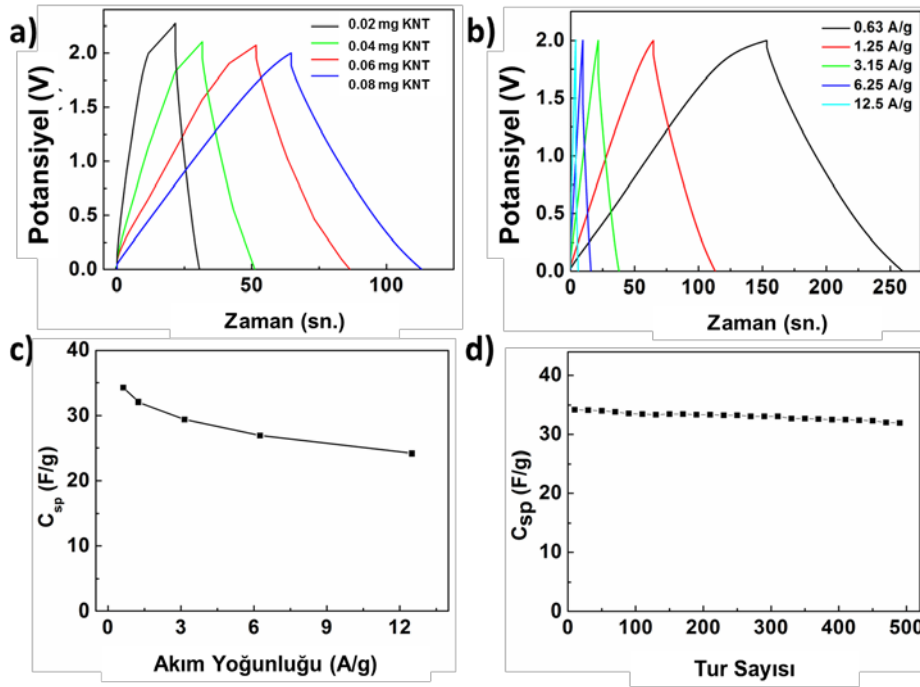 a)
Potansiyel (V)
2.0
1.5
1.0
0.5
0.0
0
50
100
Zaman (sn.)
0.02 mg KNT
0.04 mg KNT
0.06 mg KNT
0.08 mg KNT
b)
Potansiyel (V)
2.0
1.5
1.0
0.5
0.0
0
50
100
150
200
250
Zaman (sn.)
0.63 A/g
1.25 A/g
3.15 A/g
6.25 A/g
12.5 A/g
c)
Csp (F/g)
40
30
20
10
0
0
3
6
9
12
Akım Yoğunluğu (A/g)
d)
Csp (F/g)
40
30
20
10
0
0
100
200
300
400
500
Tur Sayısı